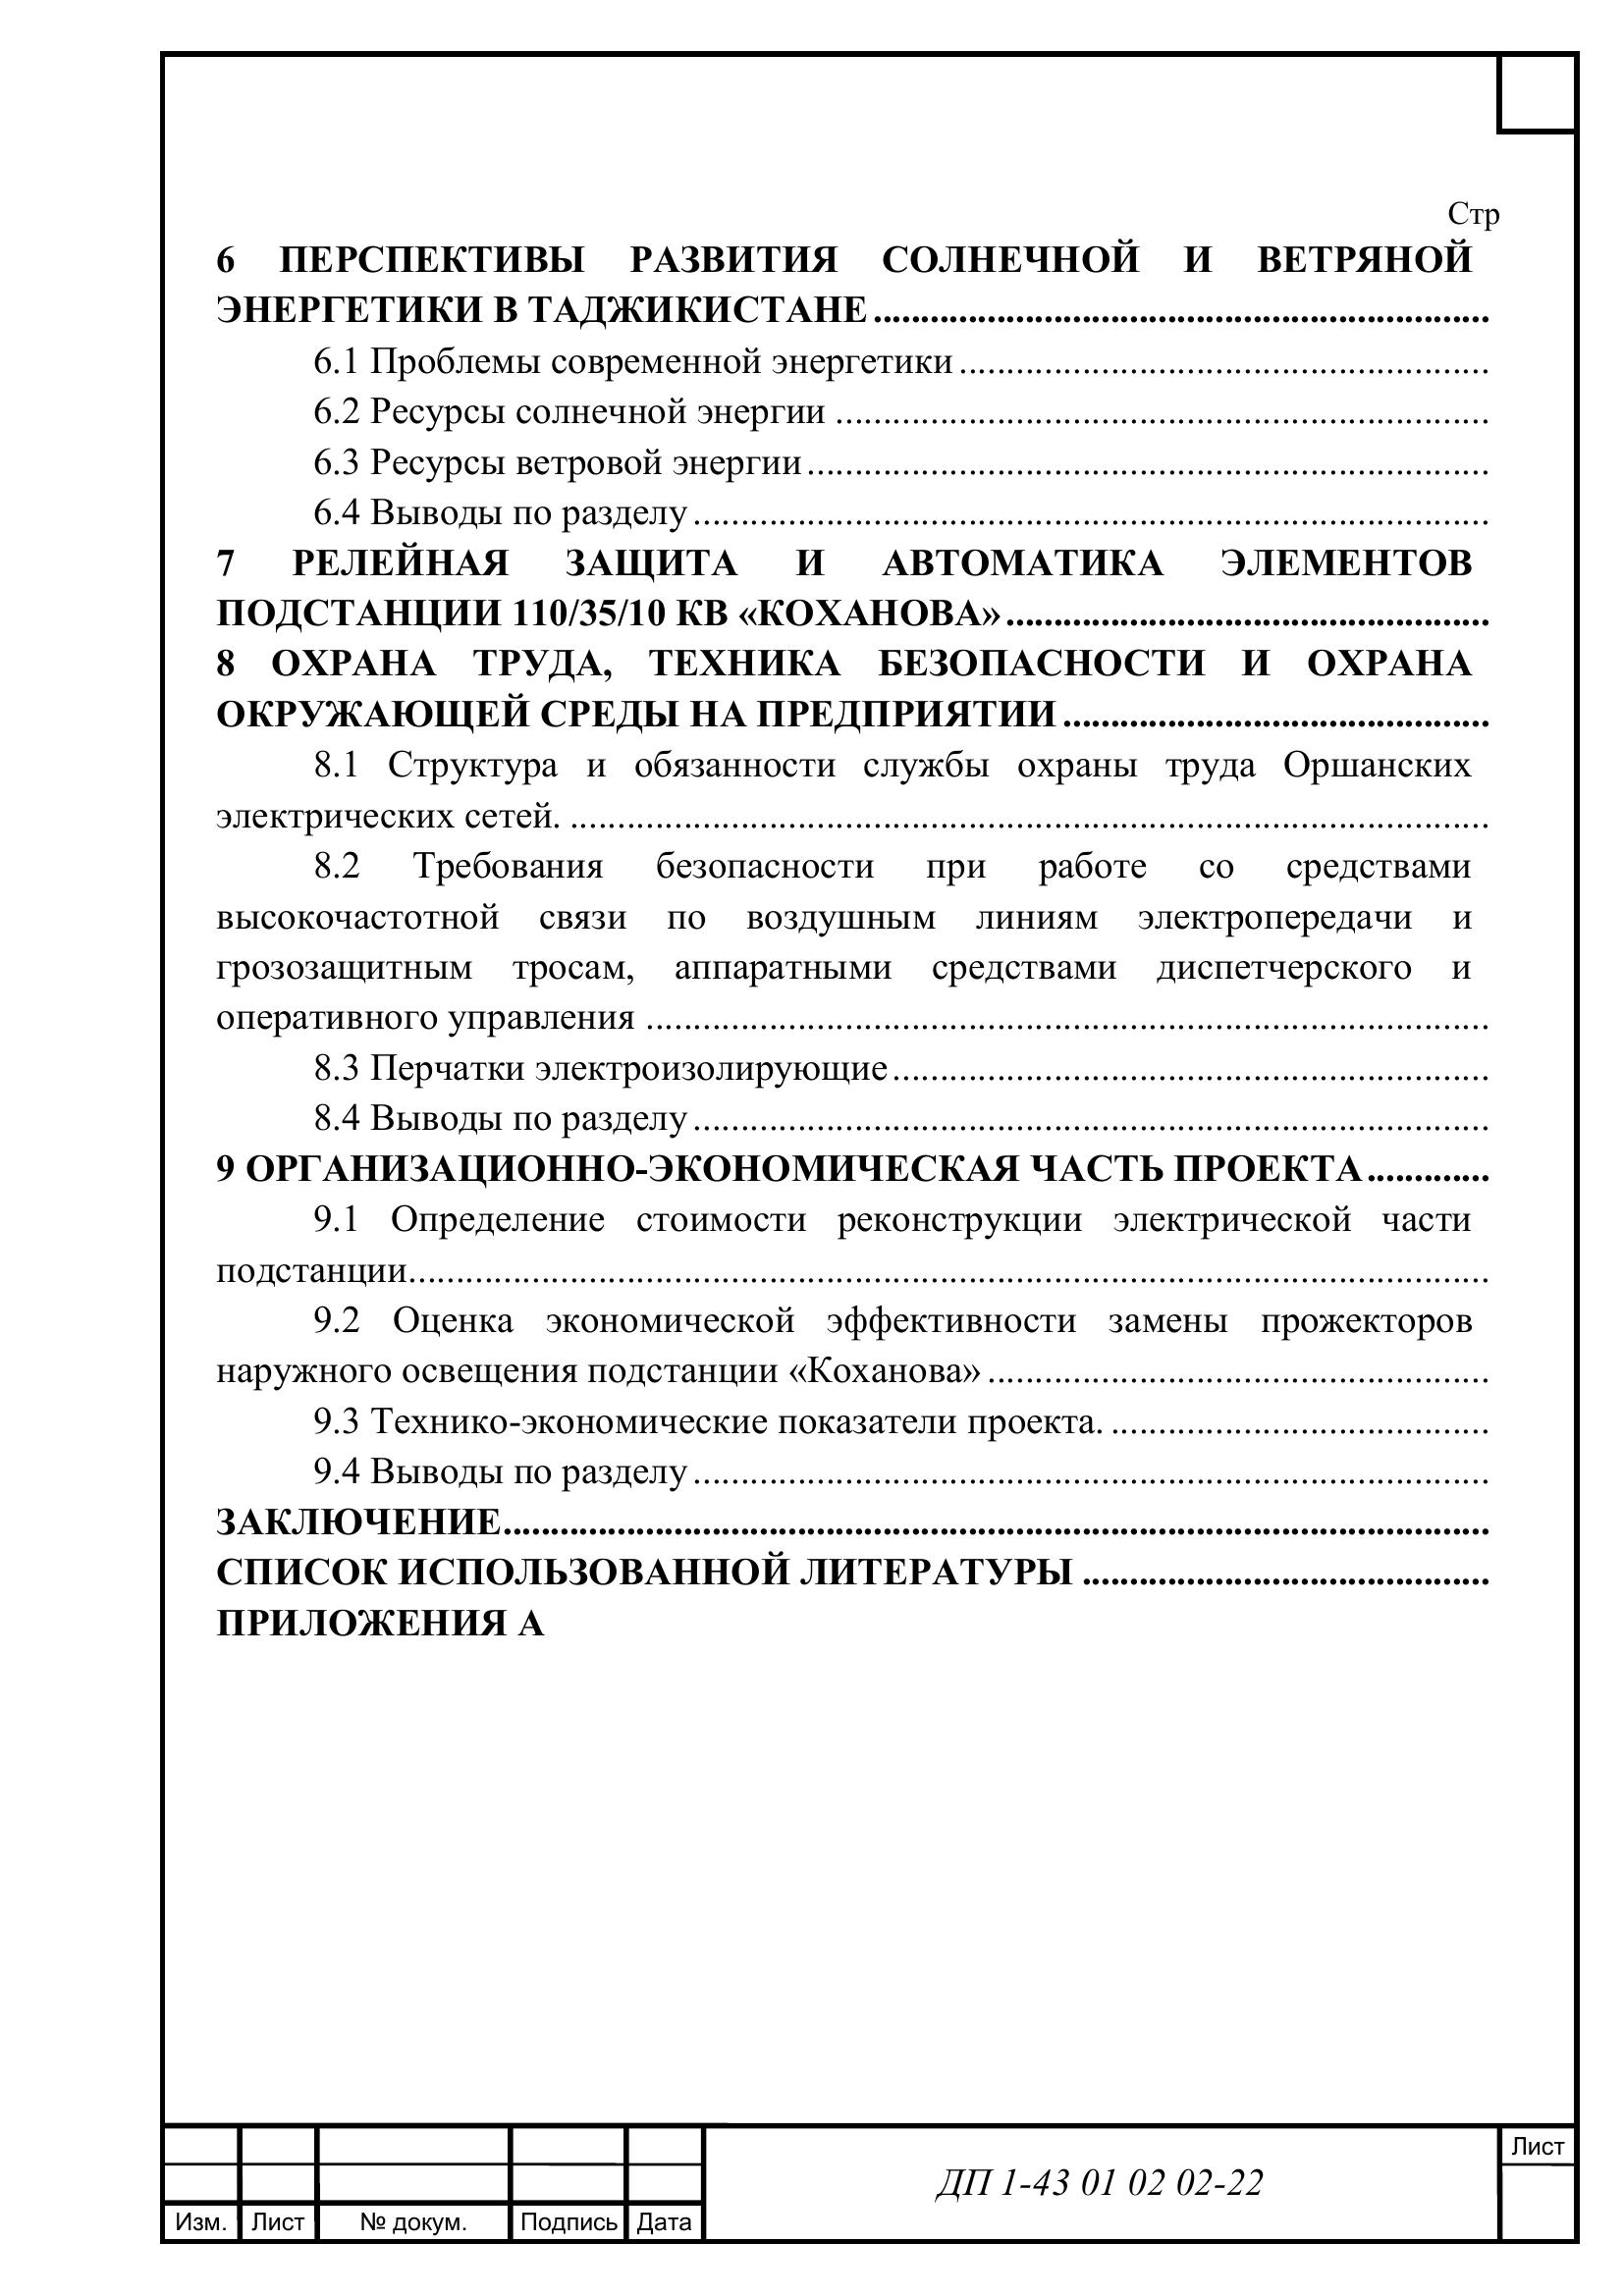 Стр
6 ПЕРСПЕКТИВЫ РАЗВИТИЯ СОЛНЕЧНОЙ И ВЕТРЯНОЙ
ЭНЕРГЕТИКИ В ТАДЖИКИСТАНЕ..........
6.1 Проблемы современной энергетики..........
6.2 Ресурсы солнечной энергии ..........
6.3 Ресурсы ветровой энергии..........
6.4 Выводы по разделу..........
7 РЕЛЕЙНАЯ ЗАЩИТА И АВТОМАТИКА ЭЛЕМЕНТОВ
ПОДСТАНЦИИ 110/35/10 КВ «КОХАНОВА»..........
8 ОХРАНА ТРУДА, ТЕХНИКА БЕЗОПАСНОСТИ И ОХРАНА
ОКРУЖАЮЩЕЙ СРЕДЫ НА ПРЕДПРИЯТИИ..........
8.1 Структура и обязанности службы охраны труда Оршанских
электрических сетей. ..........
8.2 Требования безопасности при работе со средствами
высокочастотной связи по воздушным линиям электропередачи и
грозозащитным тросам, аппаратными средствами диспетчерского и
оперативного управления ..........
8.3 Перчатки электроизолирующие..........
8.4 Выводы по разделу..........
9 ОРГАНИЗАЦИОННО-ЭКОНОМИЧЕСКАЯ ЧАСТЬ ПРОЕКТА..........
9.1 Определение стоимости реконструкции электрической части
подстанции..........
9.2 Оценка экономической эффективности замены прожекторов
наружного освещения подстанции «Коханова»..........
9.3 Технико-экономические показатели проекта. ..........
9.4 Выводы по разделу..........
ЗАКЛЮЧЕНИЕ..........
СПИСОК ИСПОЛЬЗОВАННОЙ ЛИТЕРАТУРЫ ..........
ПРИЛОЖЕНИЯ А
Лист
ДП 1-43 01 02 02-22
Изм. Лист № докум. Подпись Дата